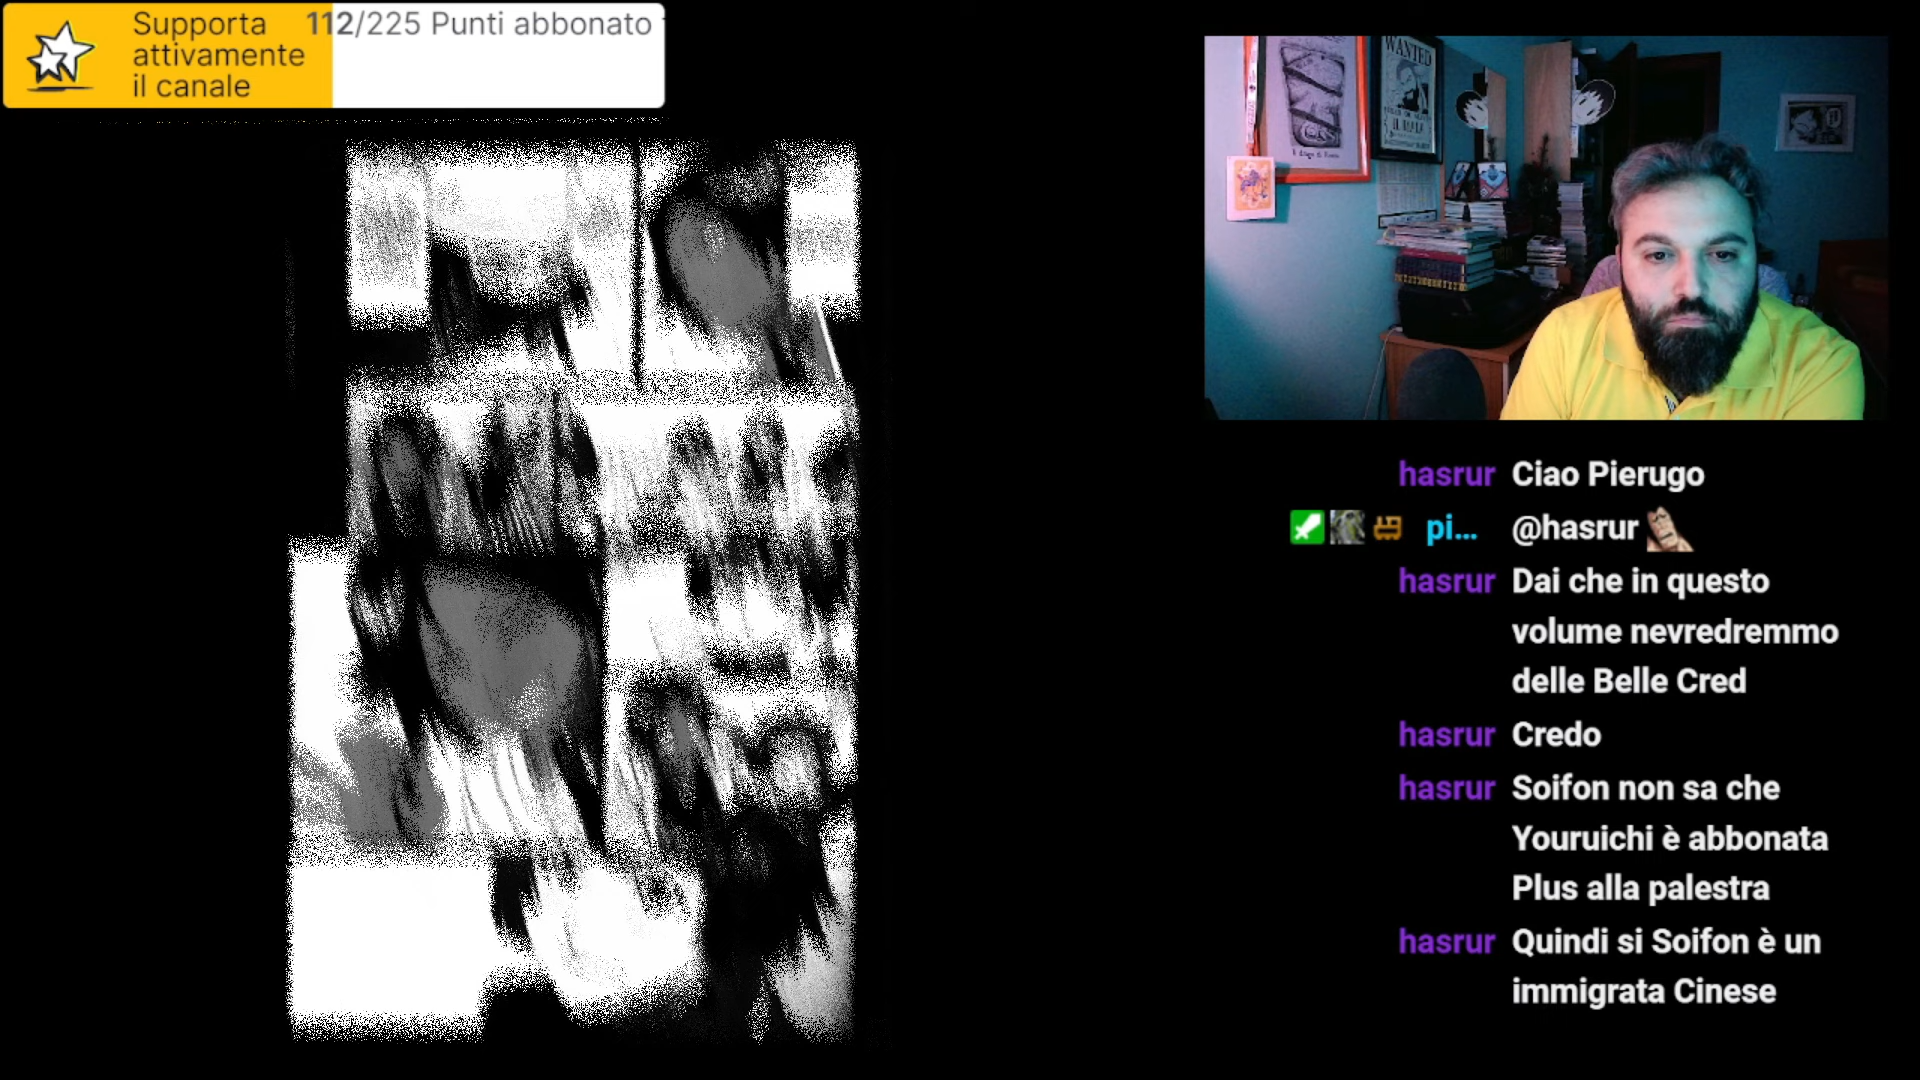 Supporta
attivamente
il canale
112/225 Punti abbonato
WANTED
hasrur Ciao Pierugo
pi... @hasrur
hasrur Dai che in questo
volume nevredremmo
delle Belle Cred
hasrur Credo
hasrur Soifon non sa che
Youruichi è abbonata
Plus alla palestra
hasrur Quindi si Soifon è un
immigrata Cinese